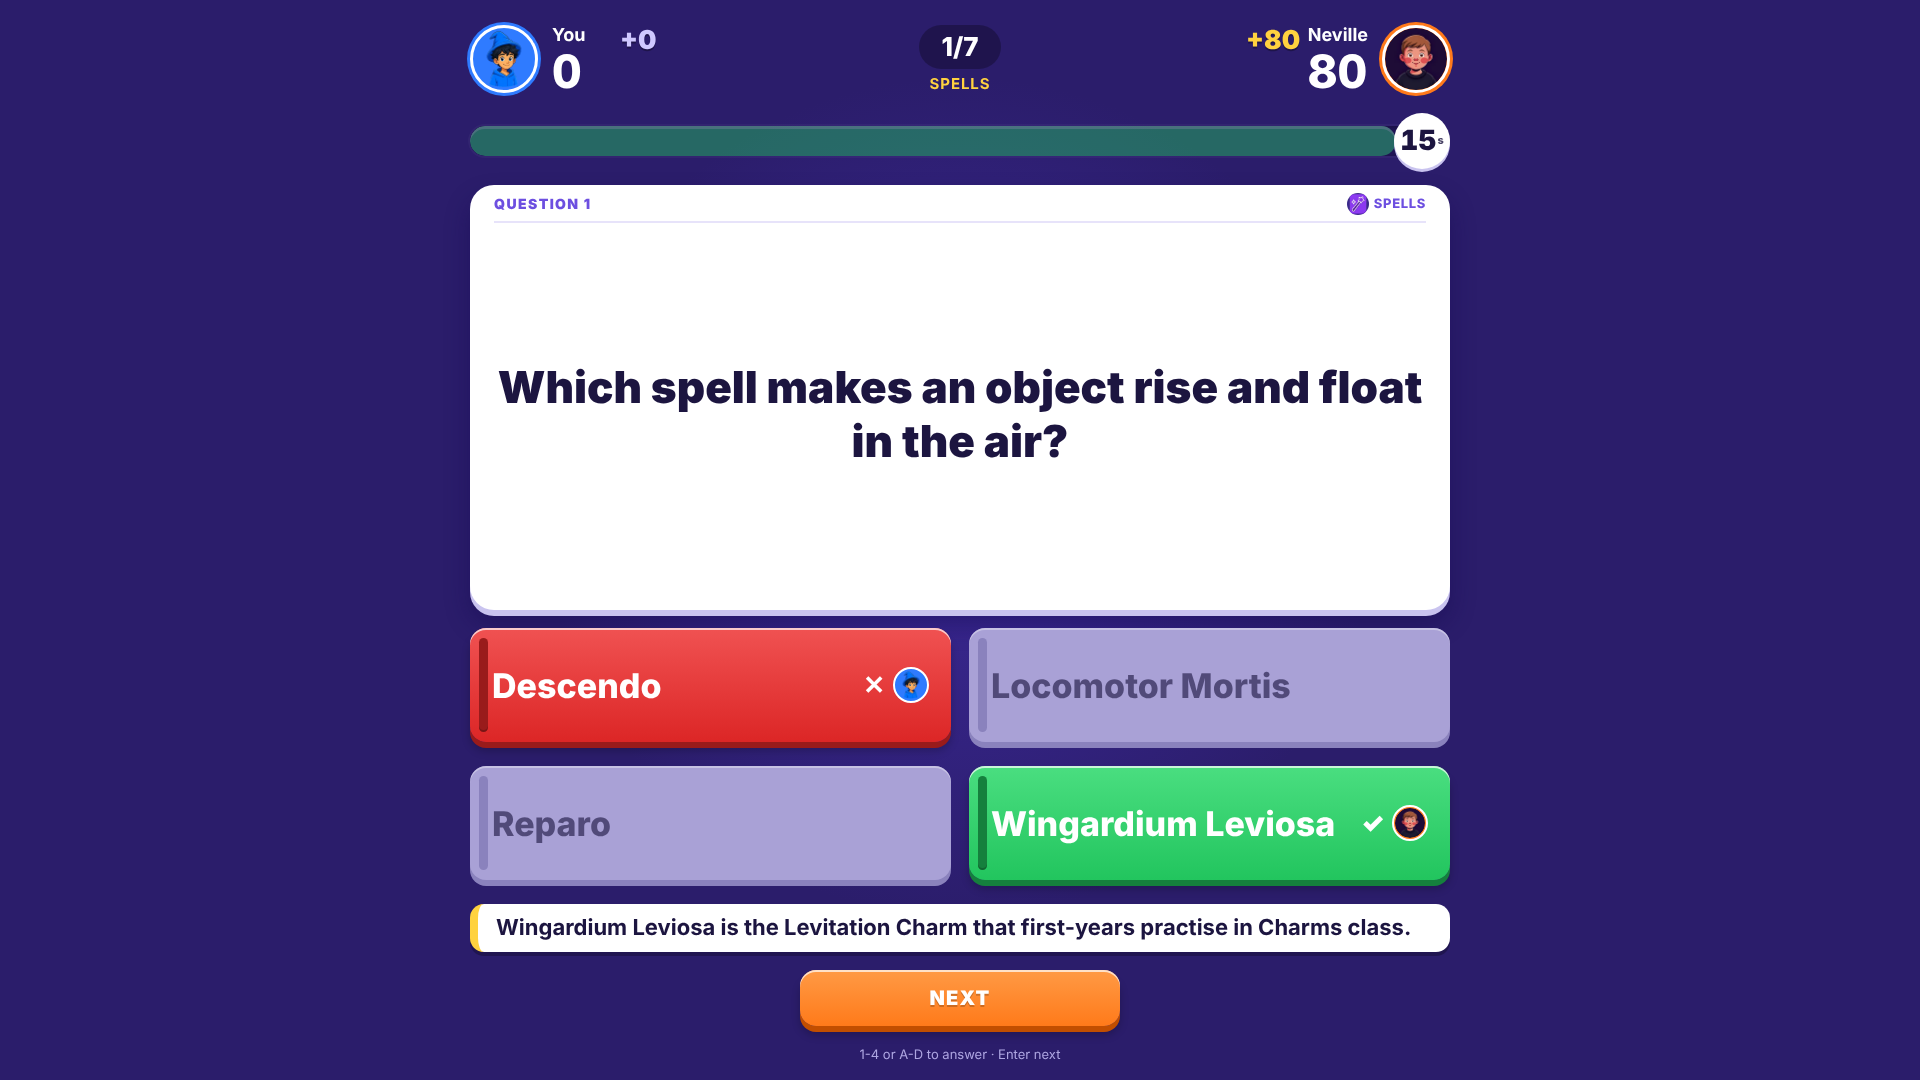 You
+0
0
1/7
SPELLS
+80
Neville
80
15s
QUESTION 1
SPELLS
Which spell makes an object rise and float
in the air?
Descendo
Locomotor Mortis
Reparo
Wingardium Leviosa
Wingardium Leviosa is the Levitation Charm that first-years practise in Charms class.
NEXT
1-4 or A-D to answer · Enter next